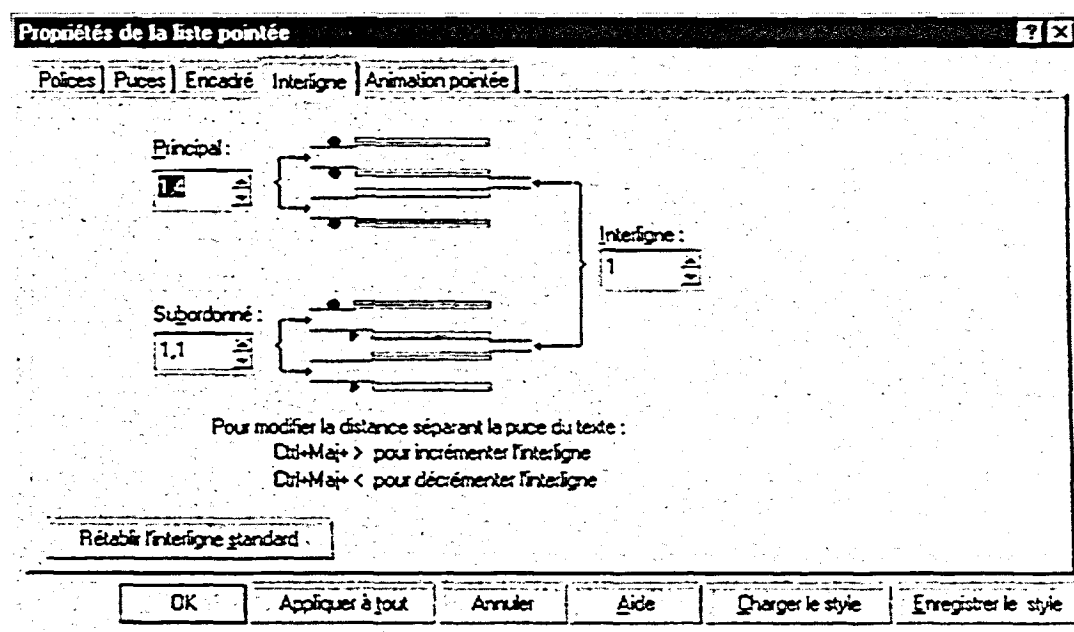 Propriétés de la liste pointée
Polices Puces Encadré Interligne Animation pointée
Principal :
1,4
Interligne :
1
Subordonné :
1,1
Pour modifier la distance séparant la puce du texte :
Ctrl+Maj+ > pour incrémenter l'interligne
Ctrl+Maj+ < pour décrémenter l'interligne
Rétablir l'interligne standard
OK Appliquer à tout Annuler Aide Charger le style Enregistrer le style